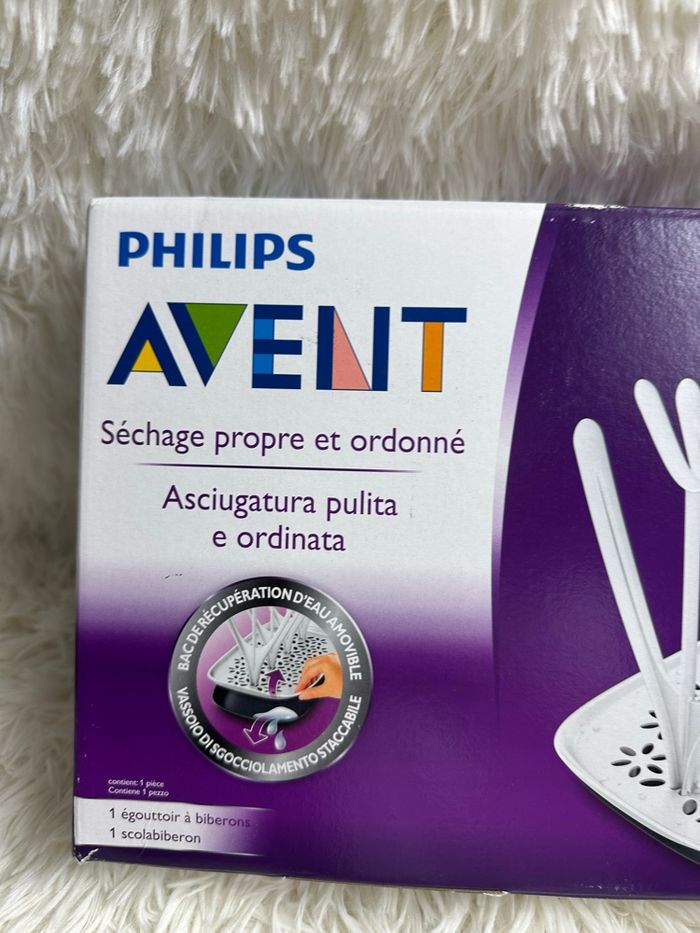 PHILIPS
AVENT
Séchage propre et ordonné
Asciugatura pulita
e ordinata
BAC DE RÉCUPÉRATION D'EAU AMOVIBLE
VASSOIO DI SGOCCIOLAMENTO STACCABILE
contient: 1 pièce
Contiene 1 pezzo
1 égouttoir à biberons
1 scolabiberon